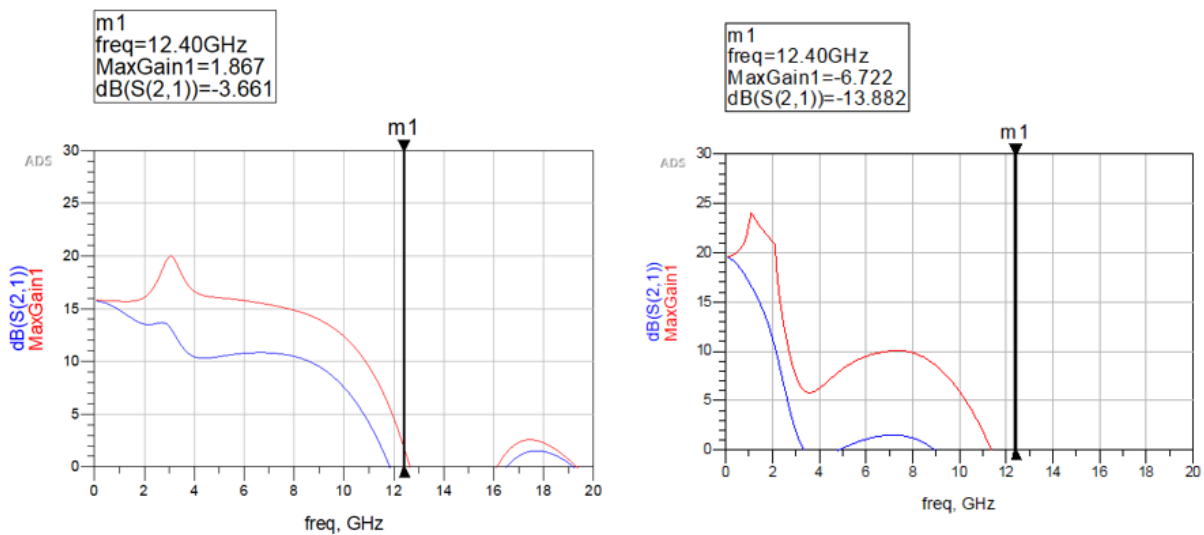 m1
freq=12.40GHz
MaxGain1=1.867
dB(S(2,1))=-3.661
m1
ADS
30
25
20
15
10
5
0
dB(S(2,1))
MaxGain1
0 2 4 6 8 10 12 14 16 18 20
freq, GHz
m1
freq=12.40GHz
MaxGain1=-6.722
dB(S(2,1))=-13.882
m1
ADS
30
25
20
15
10
5
0
dB(S(2,1))
MaxGain1
0 2 4 6 8 10 12 14 16 18 20
freq, GHz